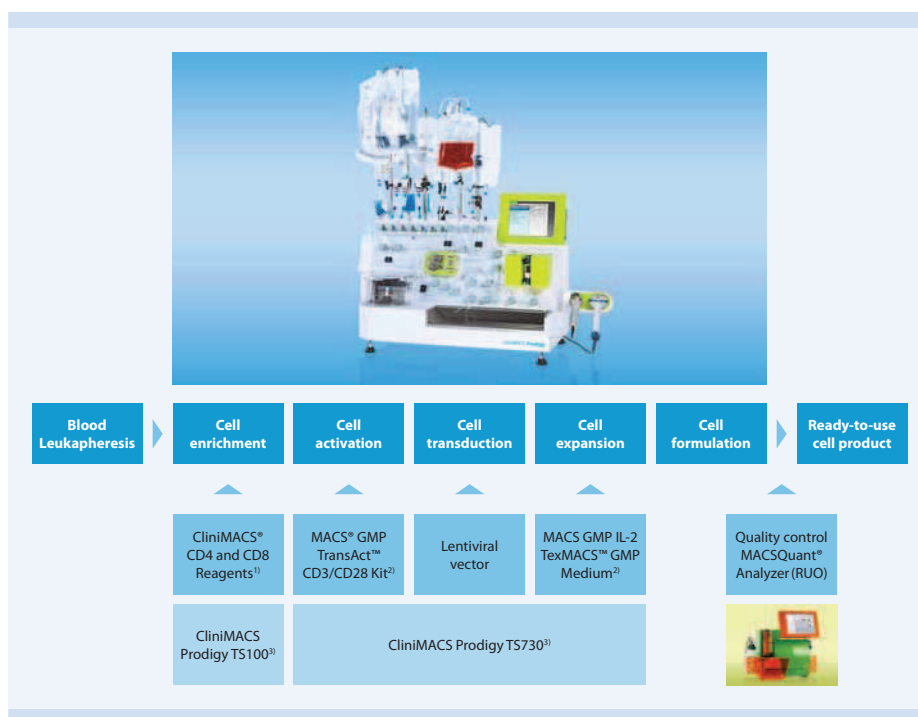 Blood
Leukapheresis
Cell
enrichment
Cell
activation
Cell
transduction
Cell
expansion
Cell
formulation
Ready-to-use
cell product
CliniMACS®
CD4 and CD8
Reagents¹⁾
MACS® GMP
TransAct™
CD3/CD28 Kit²⁾
Lentiviral
vector
MACS GMP IL-2
TexMACS™ GMP
Medium²⁾
Quality control
MACSQuant®
Analyzer (RUO)
CliniMACS
Prodigy TS100³⁾
CliniMACS Prodigy TS730³⁾